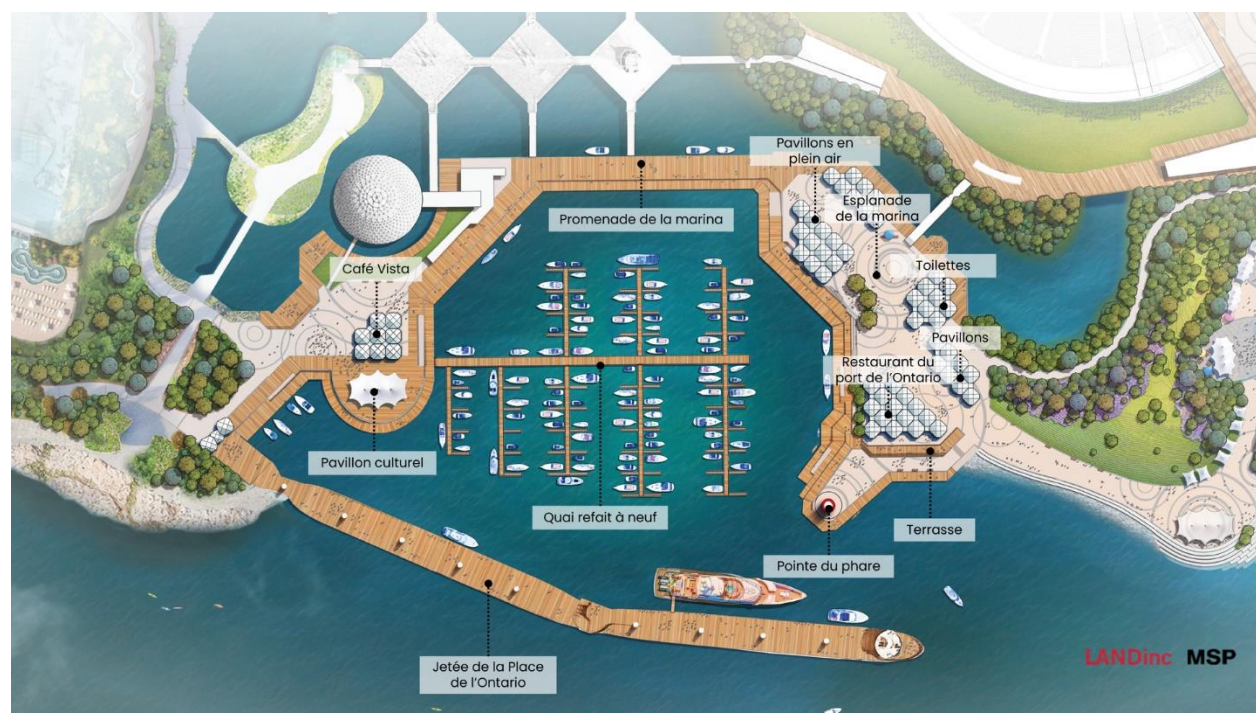 Pavillons en
plein air
Esplanade
de la marina
Promenade de la marina
Café Vista
Toilettes
Pavillons
Restaurant du
port de l'Ontario
Pavillon culturel
Quai refait à neuf
Terrasse
Pointe du phare
Jetée de la Place
de l'Ontario
LANDinc MSP